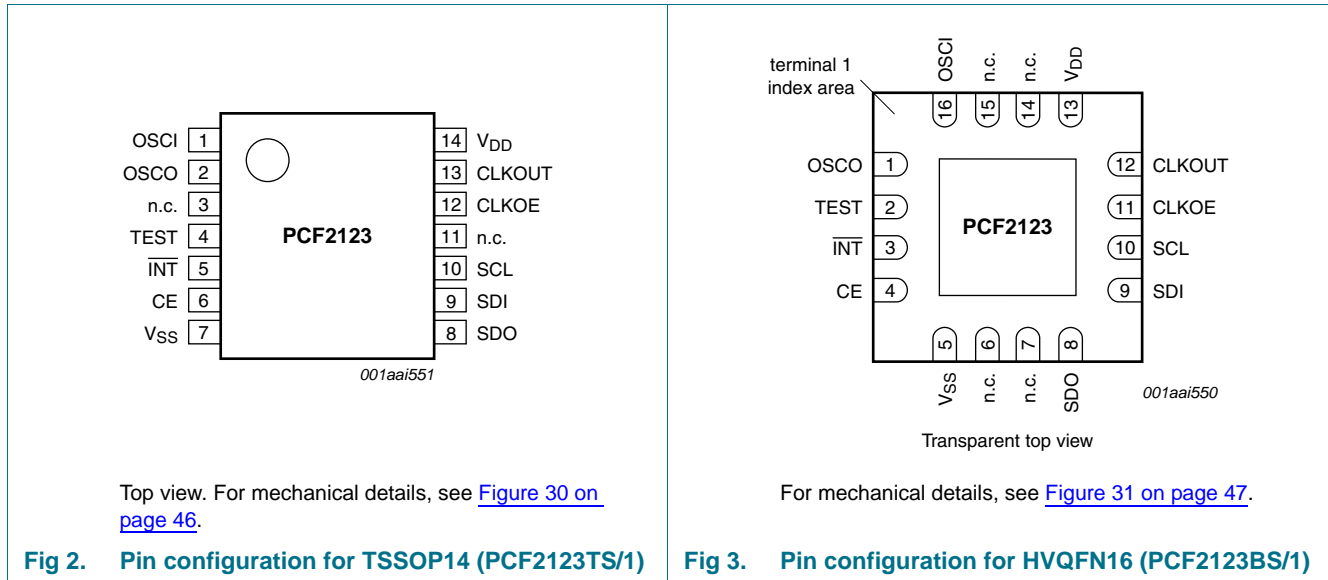 OSCI 1
OSCO 2
n.c. 3
TEST 4
INT 5
CE 6
VSS 7
PCF2123
14 VDD
13 CLKOUT
12 CLKOE
11 n.c.
10 SCL
9 SDI
8 SDO
001aai551
Top view. For mechanical details, see Figure 30 on
page 46.
Fig 2. Pin configuration for TSSOP14 (PCF2123TS/1)
terminal 1
index area
OSCI n.c. n.c. VDD
16 15 14 13
OSCO 1
TEST 2
INT 3
CE 4
PCF2123
12 CLKOUT
11 CLKOE
10 SCL
9 SDI
5 6 7 8
VSS n.c. n.c. SDO
001aai550
Transparent top view
For mechanical details, see Figure 31 on page 47.
Fig 3. Pin configuration for HVQFN16 (PCF2123BS/1)